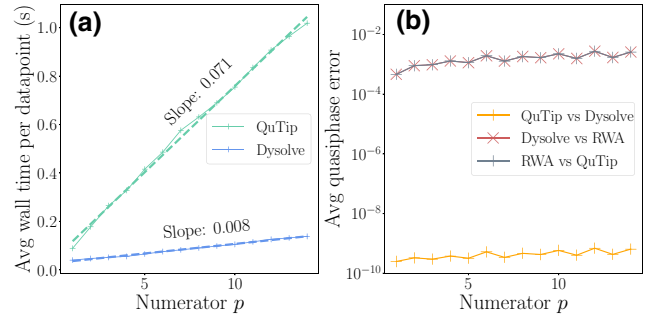 (a)
Avg wall time per datapoint (s)
1.0
0.8
0.6
0.4
0.2
0.0
Slope: 0.071
QuTip
Dysolve
Slope: 0.008
5
10
Numerator p
(b)
Avg quasiphase error
10⁻²
10⁻⁴
10⁻⁶
10⁻⁸
10⁻¹⁰
QuTip vs Dysolve
Dysolve vs RWA
RWA vs QuTip
5
10
Numerator p